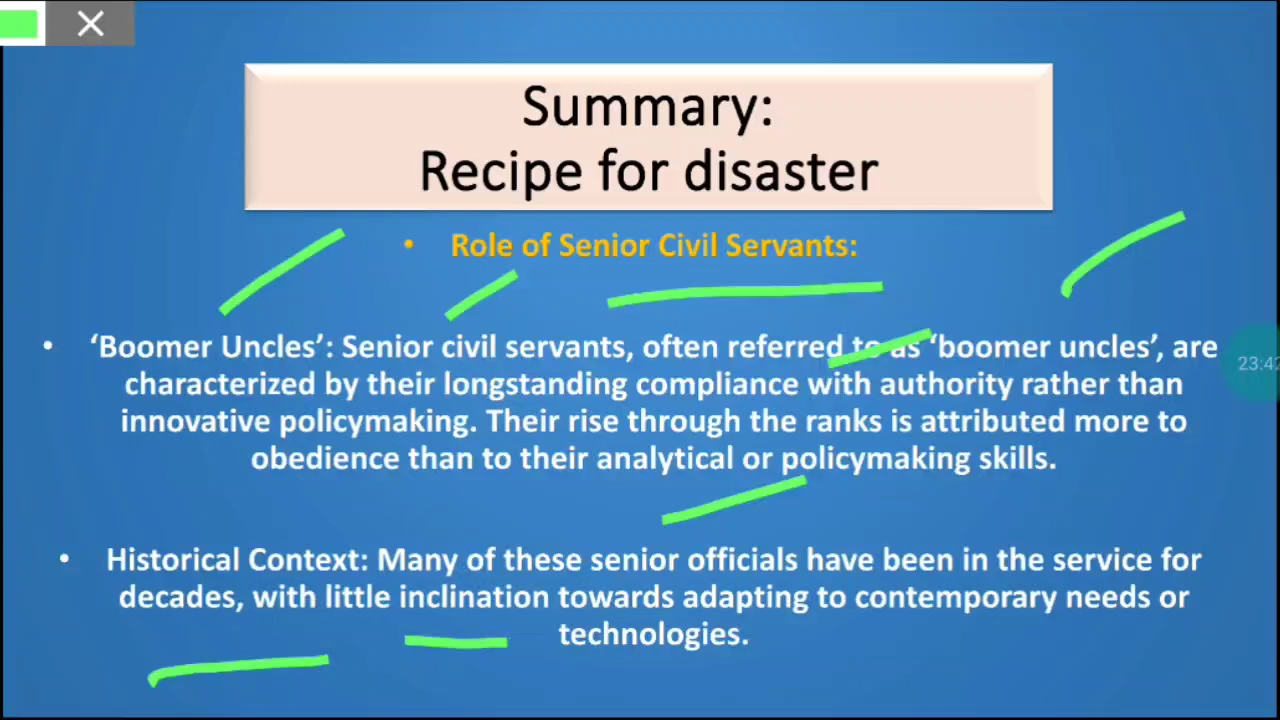 Summary:
Recipe for disaster
• Role of Senior Civil Servants:
• ‘Boomer Uncles’: Senior civil servants, often referred to as ‘boomer uncles’, are
characterized by their longstanding compliance with authority rather than
innovative policymaking. Their rise through the ranks is attributed more to
obedience than to their analytical or policymaking skills.
• Historical Context: Many of these senior officials have been in the service for
decades, with little inclination towards adapting to contemporary needs or
technologies.